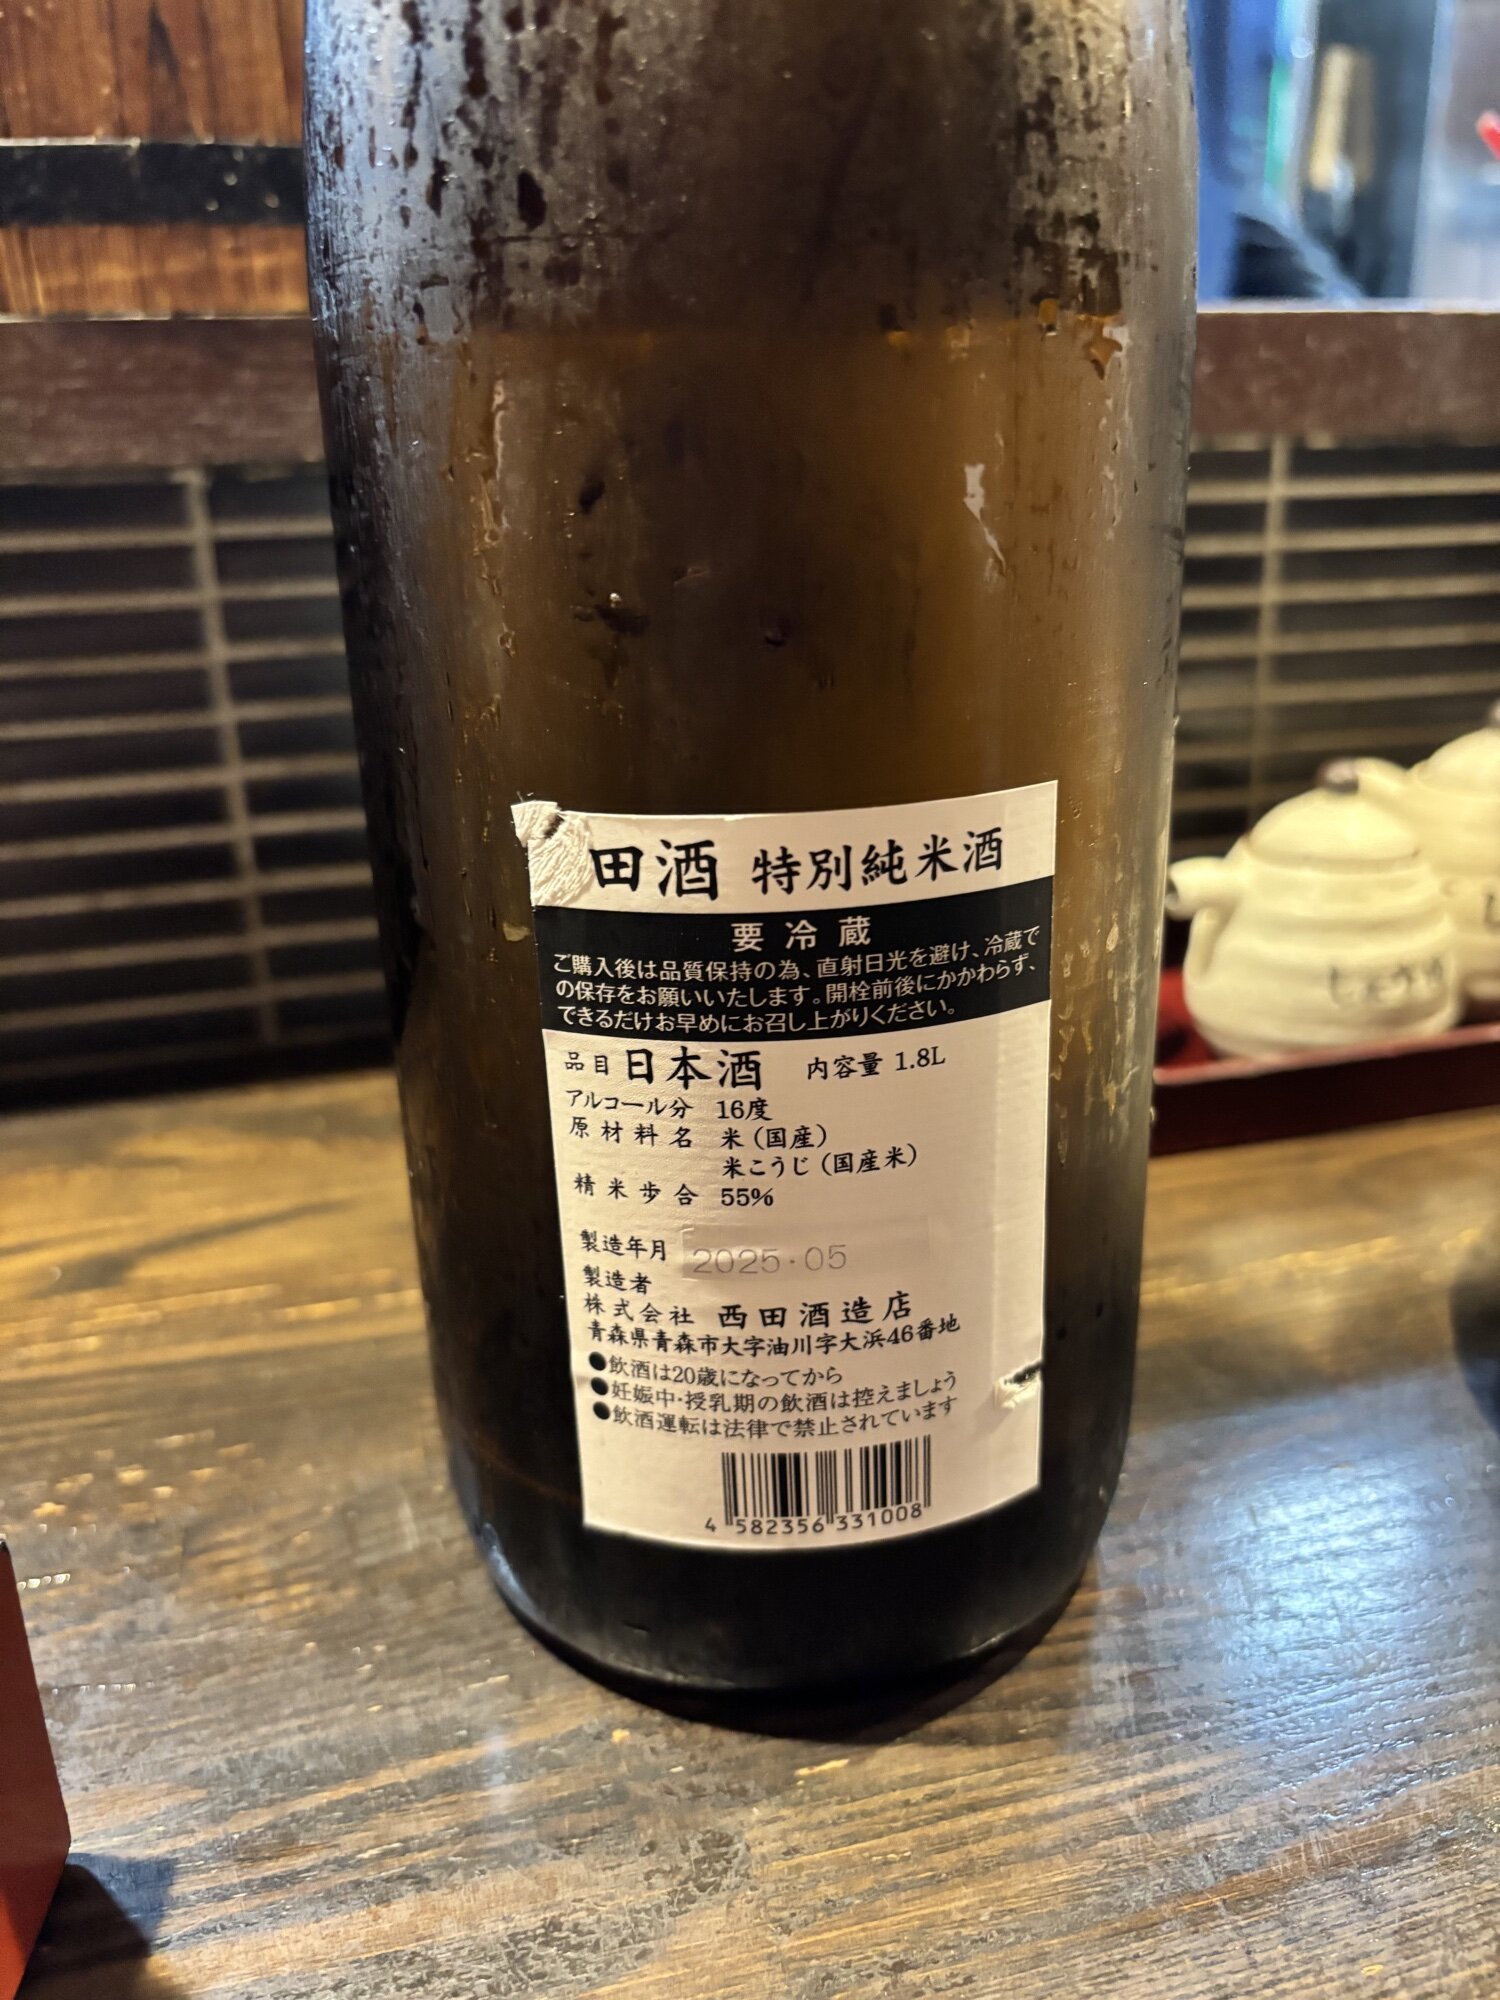 田酒 特別純米酒
要冷蔵
ご購入後は品質保持の為、直射日光を避け、冷蔵で
の保存をお願いいたします。開栓前後にかかわらず、
できるだけお早めにお召し上がりください。
品目 日本酒 内容量 1.8L
アルコール分 16度
原材料名 米（国産）
米こうじ（国産米）
精米歩合 55%
製造年月 2025・05
製造者
株式会社 西田酒造店
青森県青森市大字油川字大浜46番地
●飲酒は20歳になってから
●妊娠中・授乳期の飲酒は控えましょう
●飲酒運転は法律で禁止されています
4 582356 331008